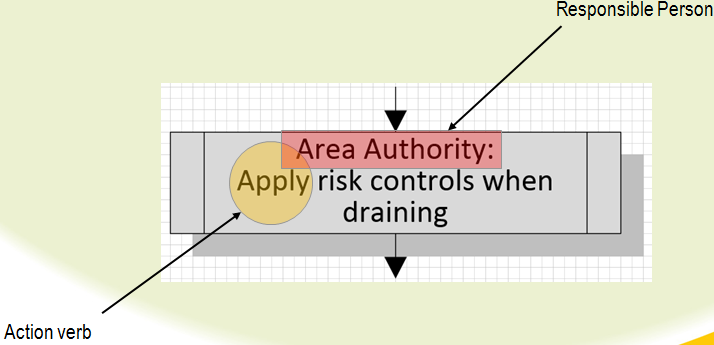 Responsible Person
Area Authority:
Apply risk controls when
draining
Action verb